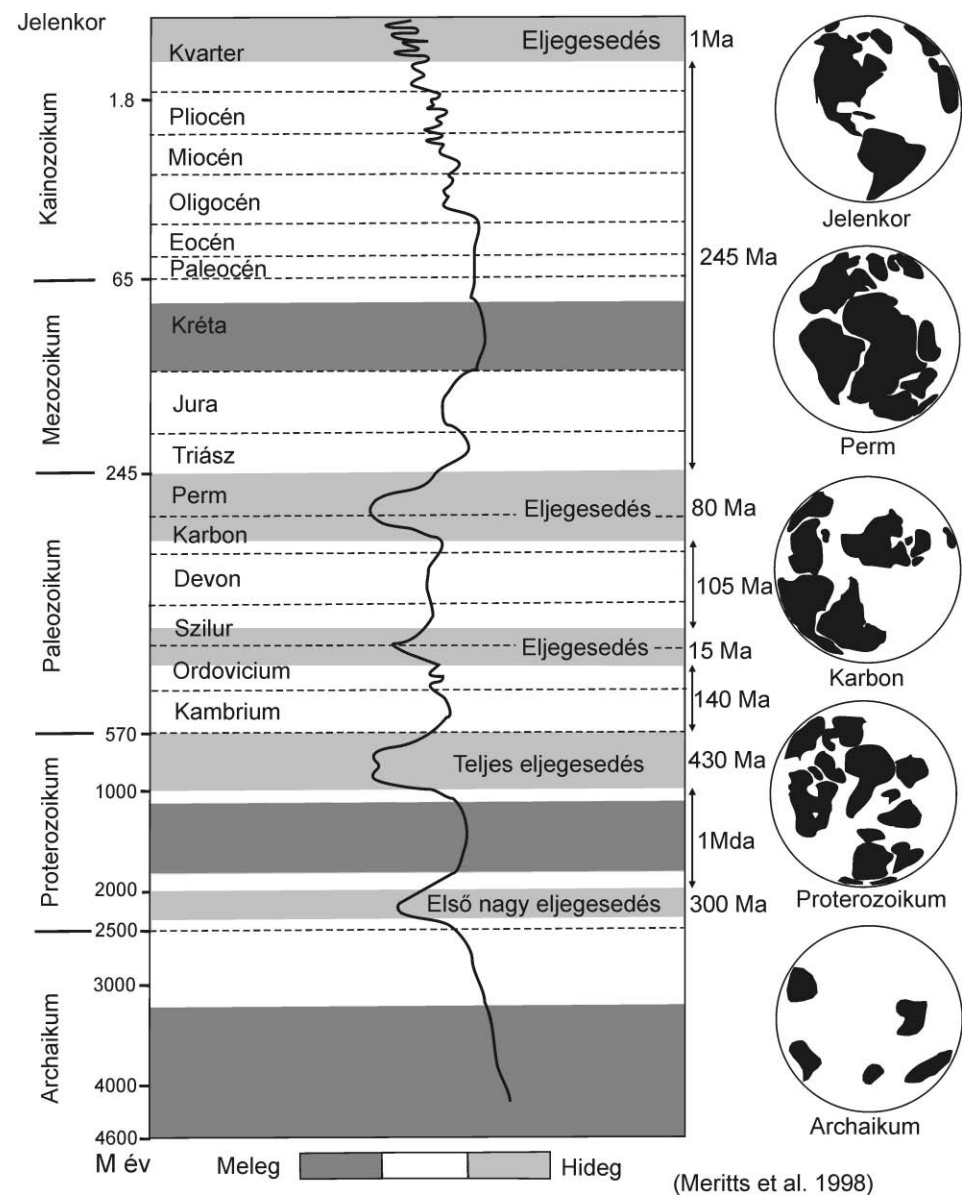 Jelenkor
Kvarter
Eljegesedés
1Ma
1.8
Pliocén
Miocén
Oligocén
Eocén
Paleocén
Kainozoikum
65
245 Ma
Kréta
Jura
Triász
Mezozoikum
245
Perm
Eljegesedés
80 Ma
Karbon
Devon
105 Ma
Szilur
Eljegesedés
15 Ma
Ordovicium
140 Ma
Kambrium
Paleozoikum
570
Teljes eljegesedés
430 Ma
1000
1Mda
Proterozoikum
2000
Első nagy eljegesedés
300 Ma
2500
3000
Archaikum
4000
4600
M év
Meleg
Hideg
Jelenkor
Perm
Karbon
Proterozoikum
Archaikum
(Meritts et al. 1998)